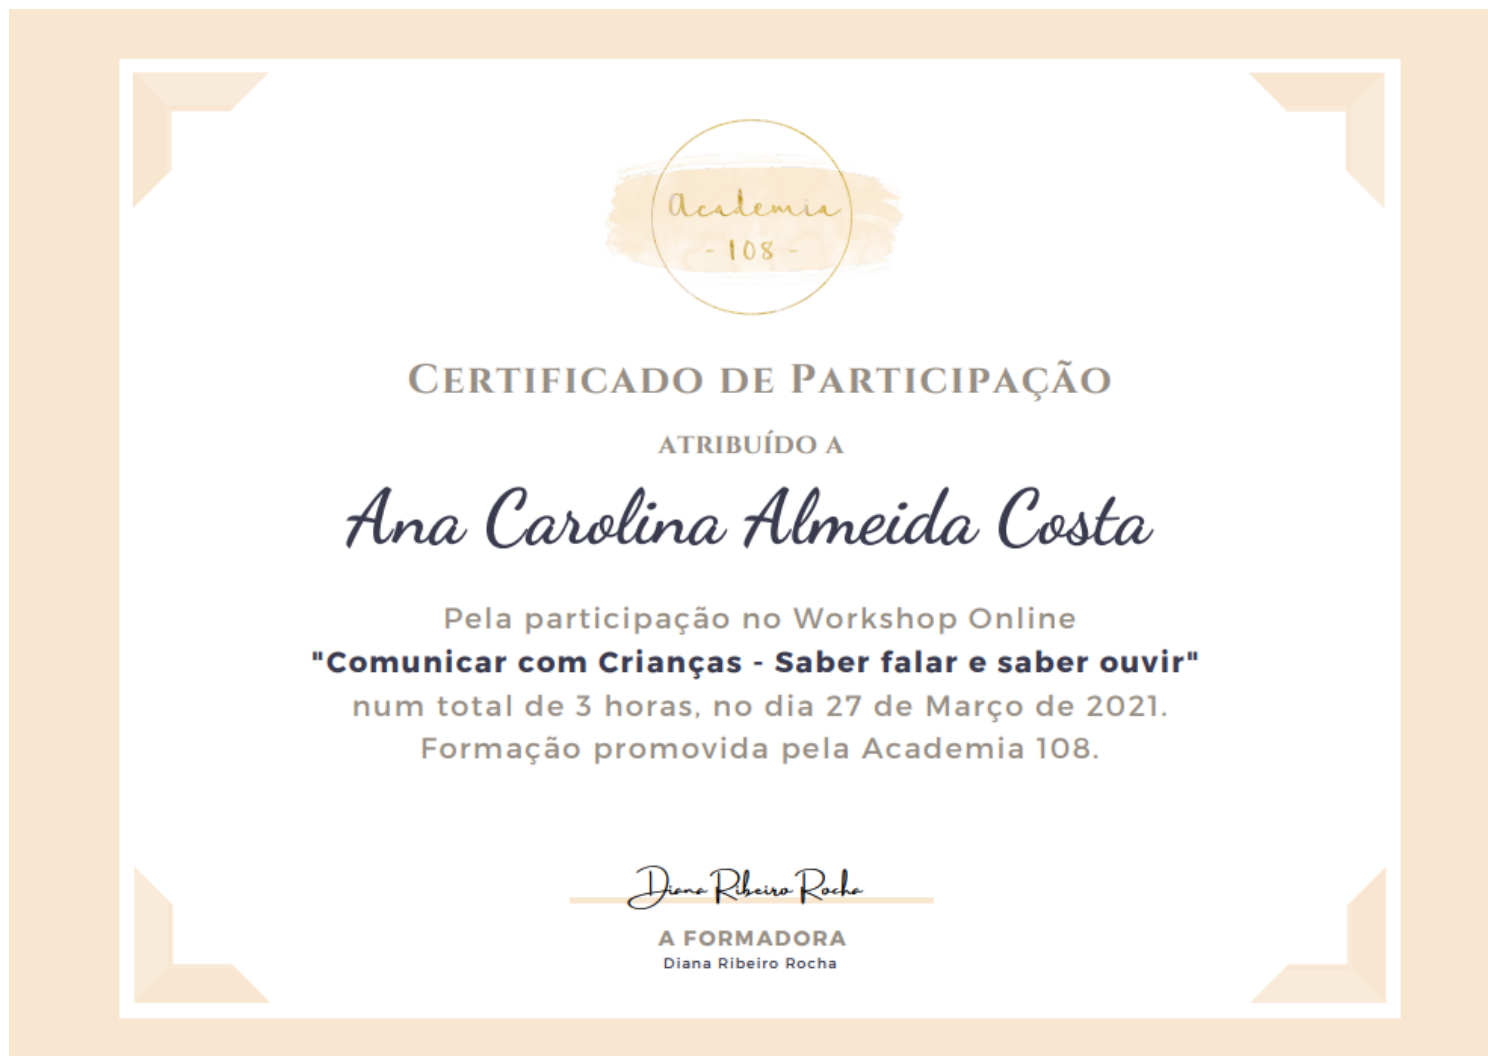 Academia
- 108 -
Certificado de Participação
atribuído a
Ana Carolina Almeida Costa
Pela participação no Workshop Online
"Comunicar com Crianças - Saber falar e saber ouvir"
num total de 3 horas, no dia 27 de Março de 2021.
Formação promovida pela Academia 108.
Diana Ribeiro Rocha
A FORMADORA
Diana Ribeiro Rocha